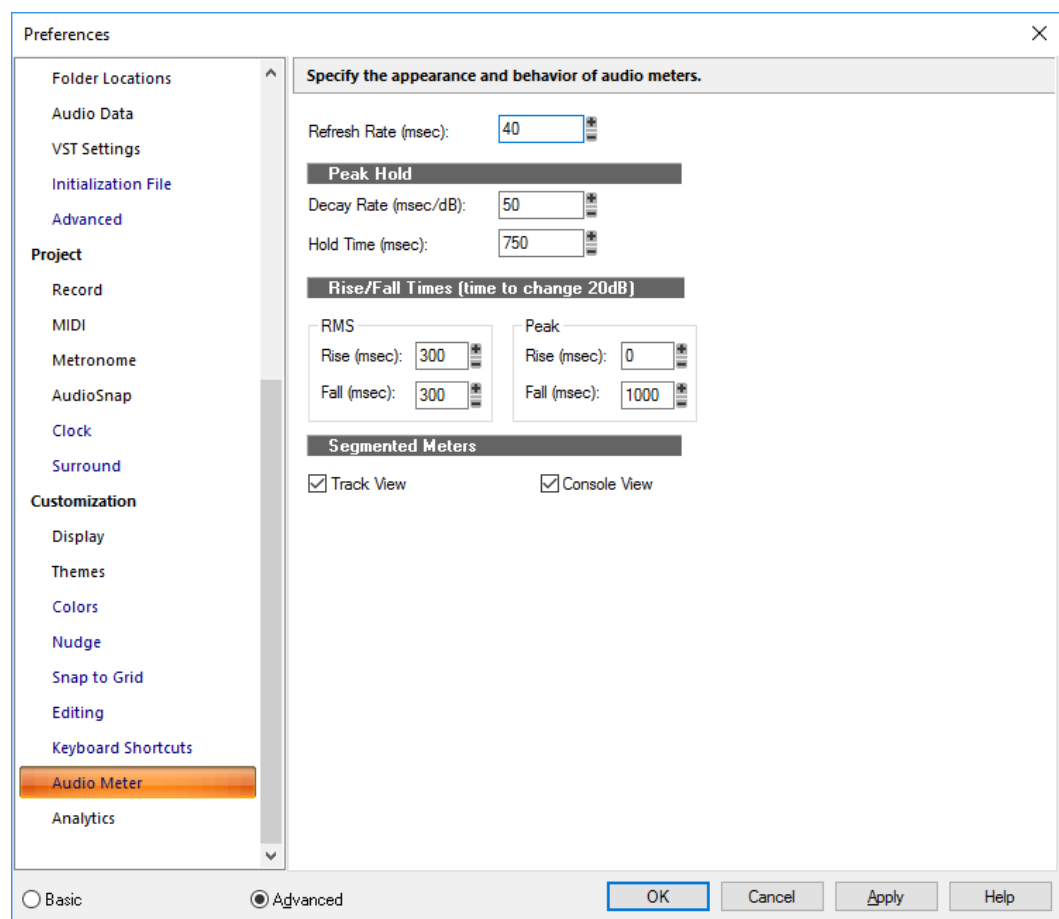 Preferences
Folder Locations
Audio Data
VST Settings
Initialization File
Advanced
Project
Record
MIDI
Metronome
AudioSnap
Clock
Surround
Customization
Display
Themes
Colors
Nudge
Snap to Grid
Editing
Keyboard Shortcuts
Audio Meter
Analytics
Specify the appearance and behavior of audio meters.
Refresh Rate (msec): 40
Peak Hold
Decay Rate (msec/dB): 50
Hold Time (msec): 750
Rise/Fall Times (time to change 20dB)
RMS
Rise (msec): 300
Fall (msec): 300
Peak
Rise (msec): 0
Fall (msec): 1000
Segmented Meters
Track View Console View
Basic Advanced OK Cancel Apply Help